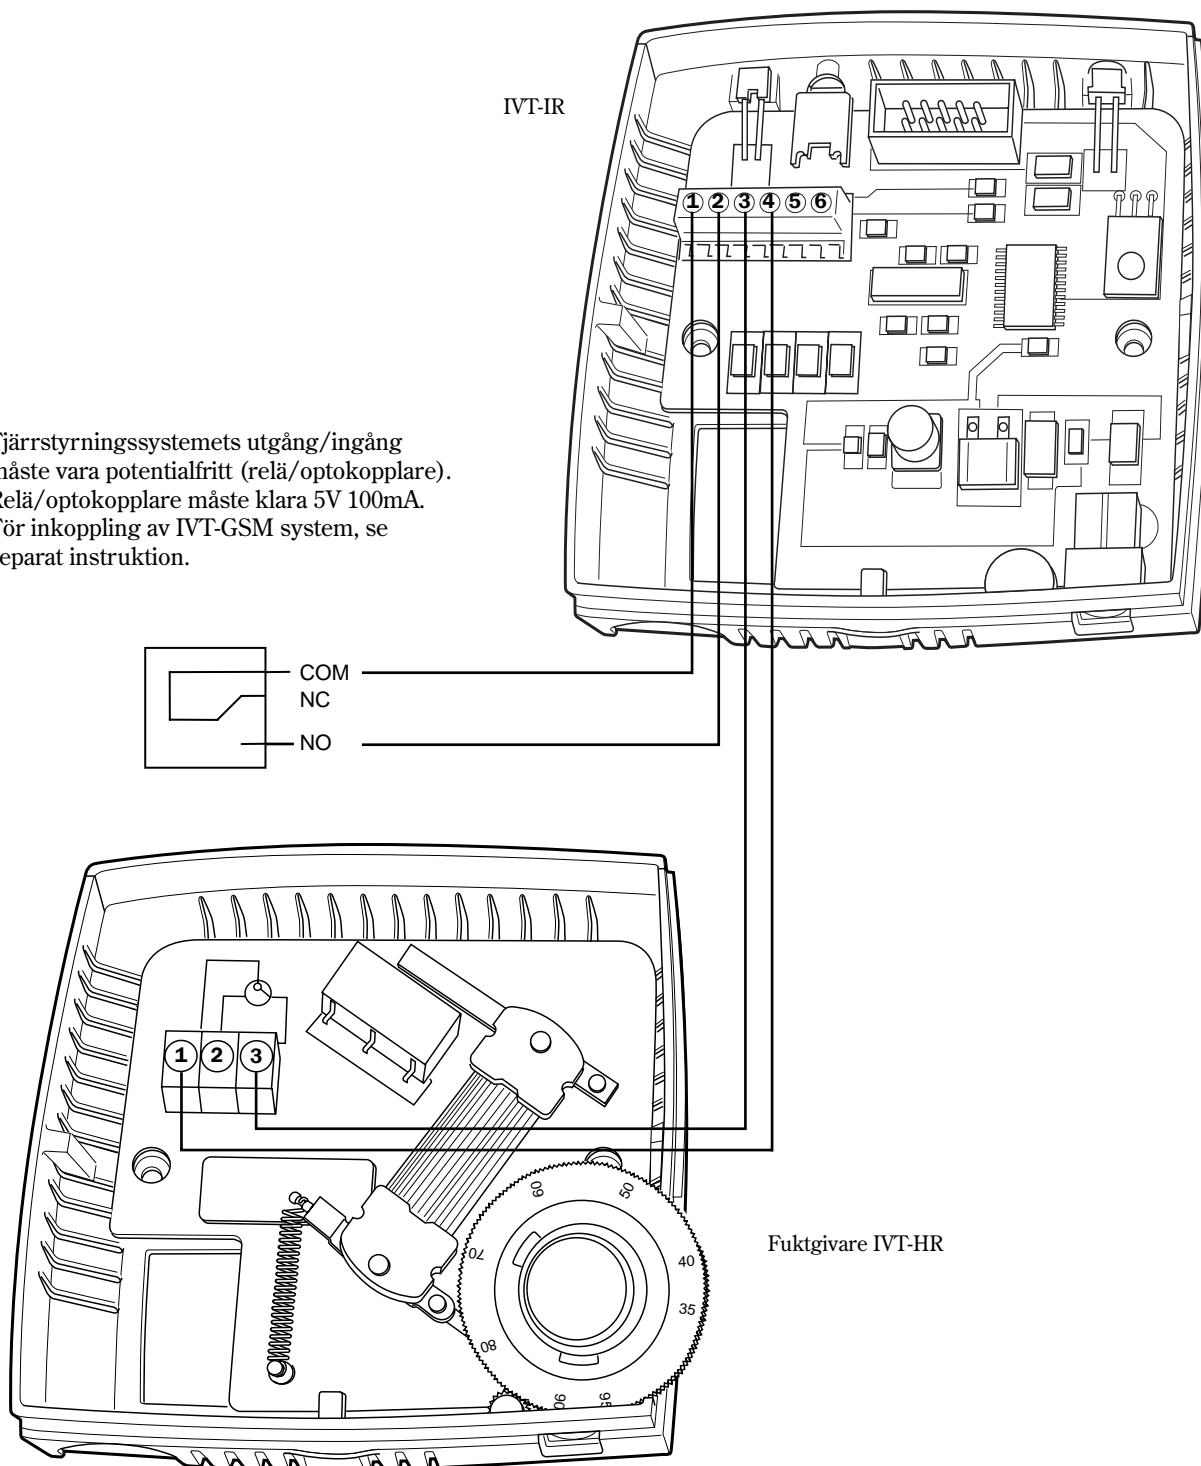 IVT-IR
1 2 3 4 5 6
järrstyrningssystemets utgång/ingång
måste vara potentialfritt (relä/optokopplare).
Relä/optokopplare måste klara 5V 100mA.
ör inkoppling av IVT-GSM system, se
eparat instruktion.
COM
NC
NO
1 2 3
60
50
40
35
70
80
90
95
Fuktgivare IVT-HR